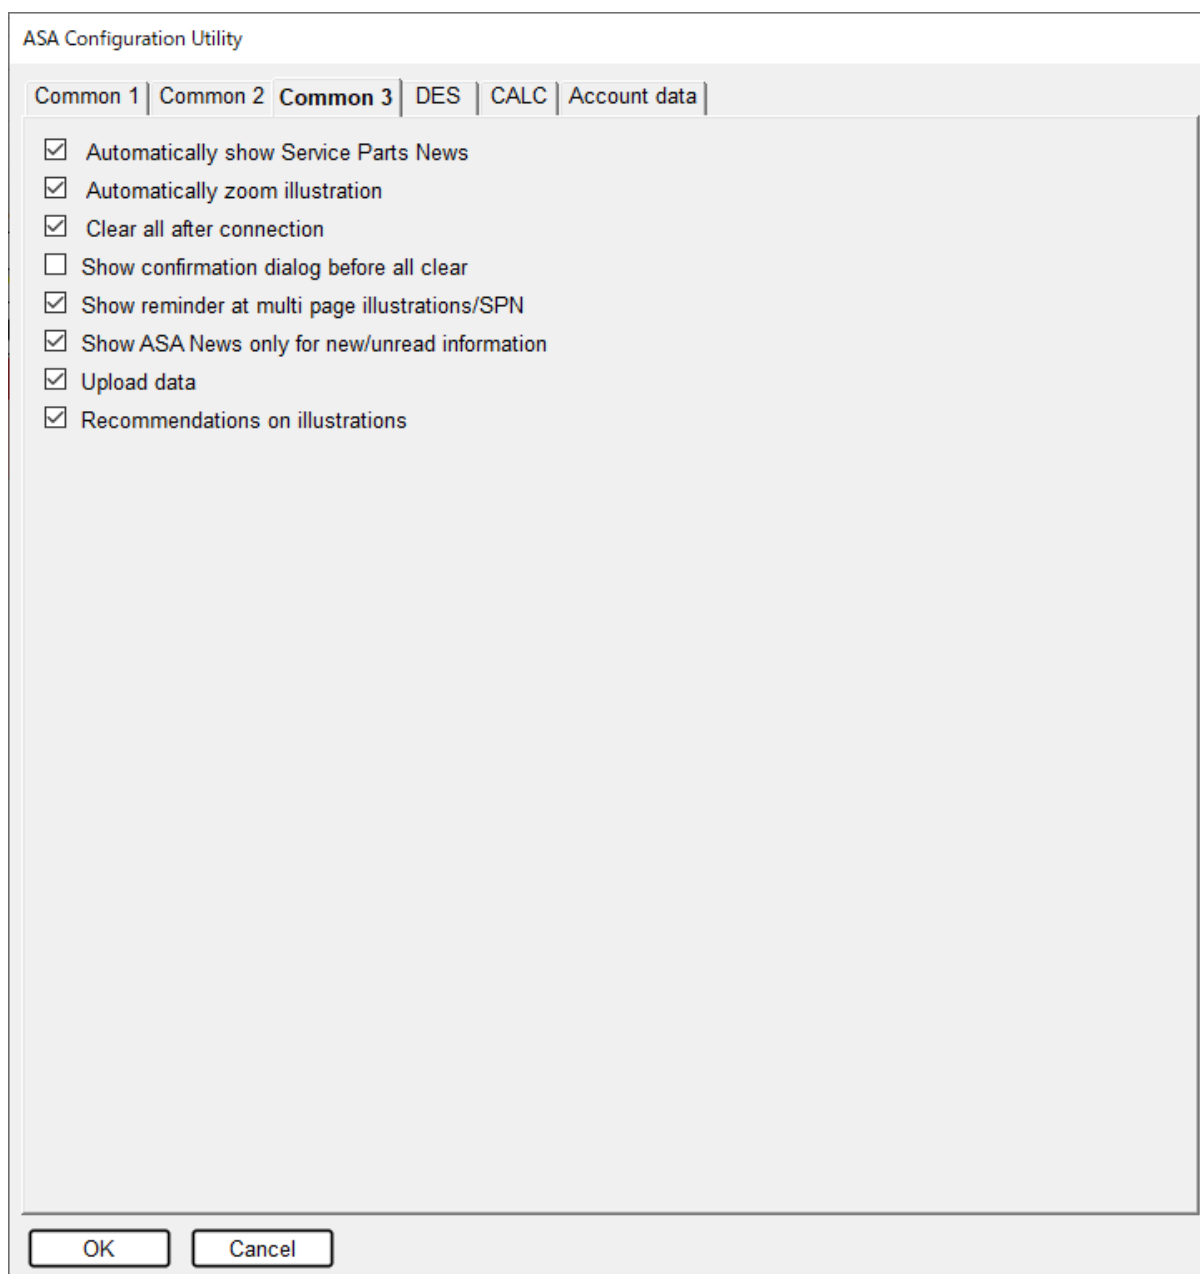 ASA Configuration Utility
Common 1 Common 2 Common 3 DES CALC Account data
Automatically show Service Parts News
Automatically zoom illustration
Clear all after connection
Show confirmation dialog before all clear
Show reminder at multi page illustrations/SPN
Show ASA News only for new/unread information
Upload data
Recommendations on illustrations
OK Cancel